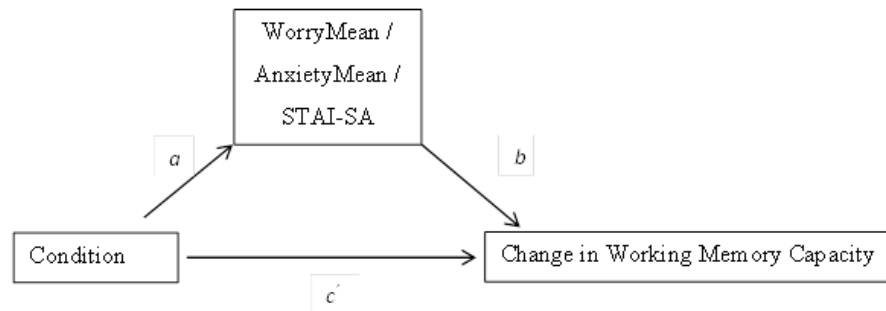 WorryMean /
AnxietyMean /
STAI-SA
a
b
Condition
Change in Working Memory Capacity
c´